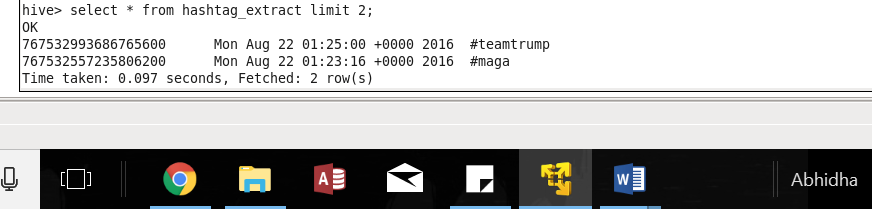 hive> select * from hashtag_extract limit 2;
OK
767532993686765600      Mon Aug 22 01:25:00 +0000 2016  #teamtrump
767532557235806200      Mon Aug 22 01:23:16 +0000 2016  #maga
Time taken: 0.097 seconds, Fetched: 2 row(s)
A
W
Abhidha